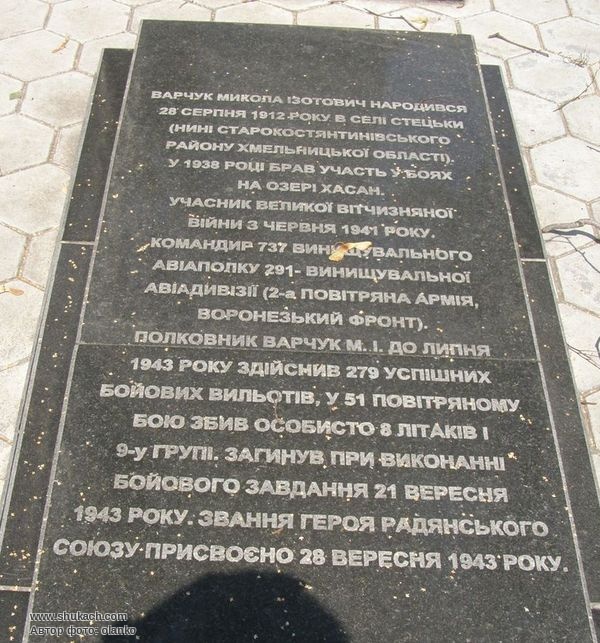 ВАРЧУК МИКОЛА ІЗОТОВИЧ НАРОДИВСЯ
28 СЕРПНЯ 1912 РОКУ В СЕЛІ СТЕЦЬКИ
(НИНІ СТАРОКОСТЯНТИНІВСЬКОГО
РАЙОНУ ХМЕЛЬНИЦЬКОЇ ОБЛАСТІ).
У 1938 РОЦІ БРАВ УЧАСТЬ У БОЯХ
НА ОЗЕРІ ХАСАН.
УЧАСНИК ВЕЛИКОЇ ВІТЧИЗНЯНОЇ
ВІЙНИ З ЧЕРВНЯ 1941 РОКУ.
КОМАНДИР 737 ВИНИЩУВАЛЬНОГО
АВІАПОЛКУ 291- ВИНИЩУВАЛЬНОЇ
АВІАДИВІЗІЇ (2-а ПОВІТРЯНА АРМІЯ,
ВОРОНЕЗЬКИЙ ФРОНТ).
ПОЛКОВНИК ВАРЧУК М. І. ДО ЛИПНЯ
1943 РОКУ ЗДІЙСНИВ 279 УСПІШНИХ
БОЙОВИХ ВИЛЬОТІВ, У 51 ПОВІТРЯНОМУ
БОЮ ЗБИВ ОСОБИСТО 8 ЛІТАКІВ І
9-у ГРУПІ. ЗАГИНУВ ПРИ ВИКОНАННІ
БОЙОВОГО ЗАВДАННЯ 21 ВЕРЕСНЯ
1943 РОКУ. ЗВАННЯ ГЕРОЯ РАДЯНСЬКОГО
СОЮЗУ ПРИСВОЄНО 28 ВЕРЕСНЯ 1943 РОКУ.
www.shukach.com
Автор фото: olanko